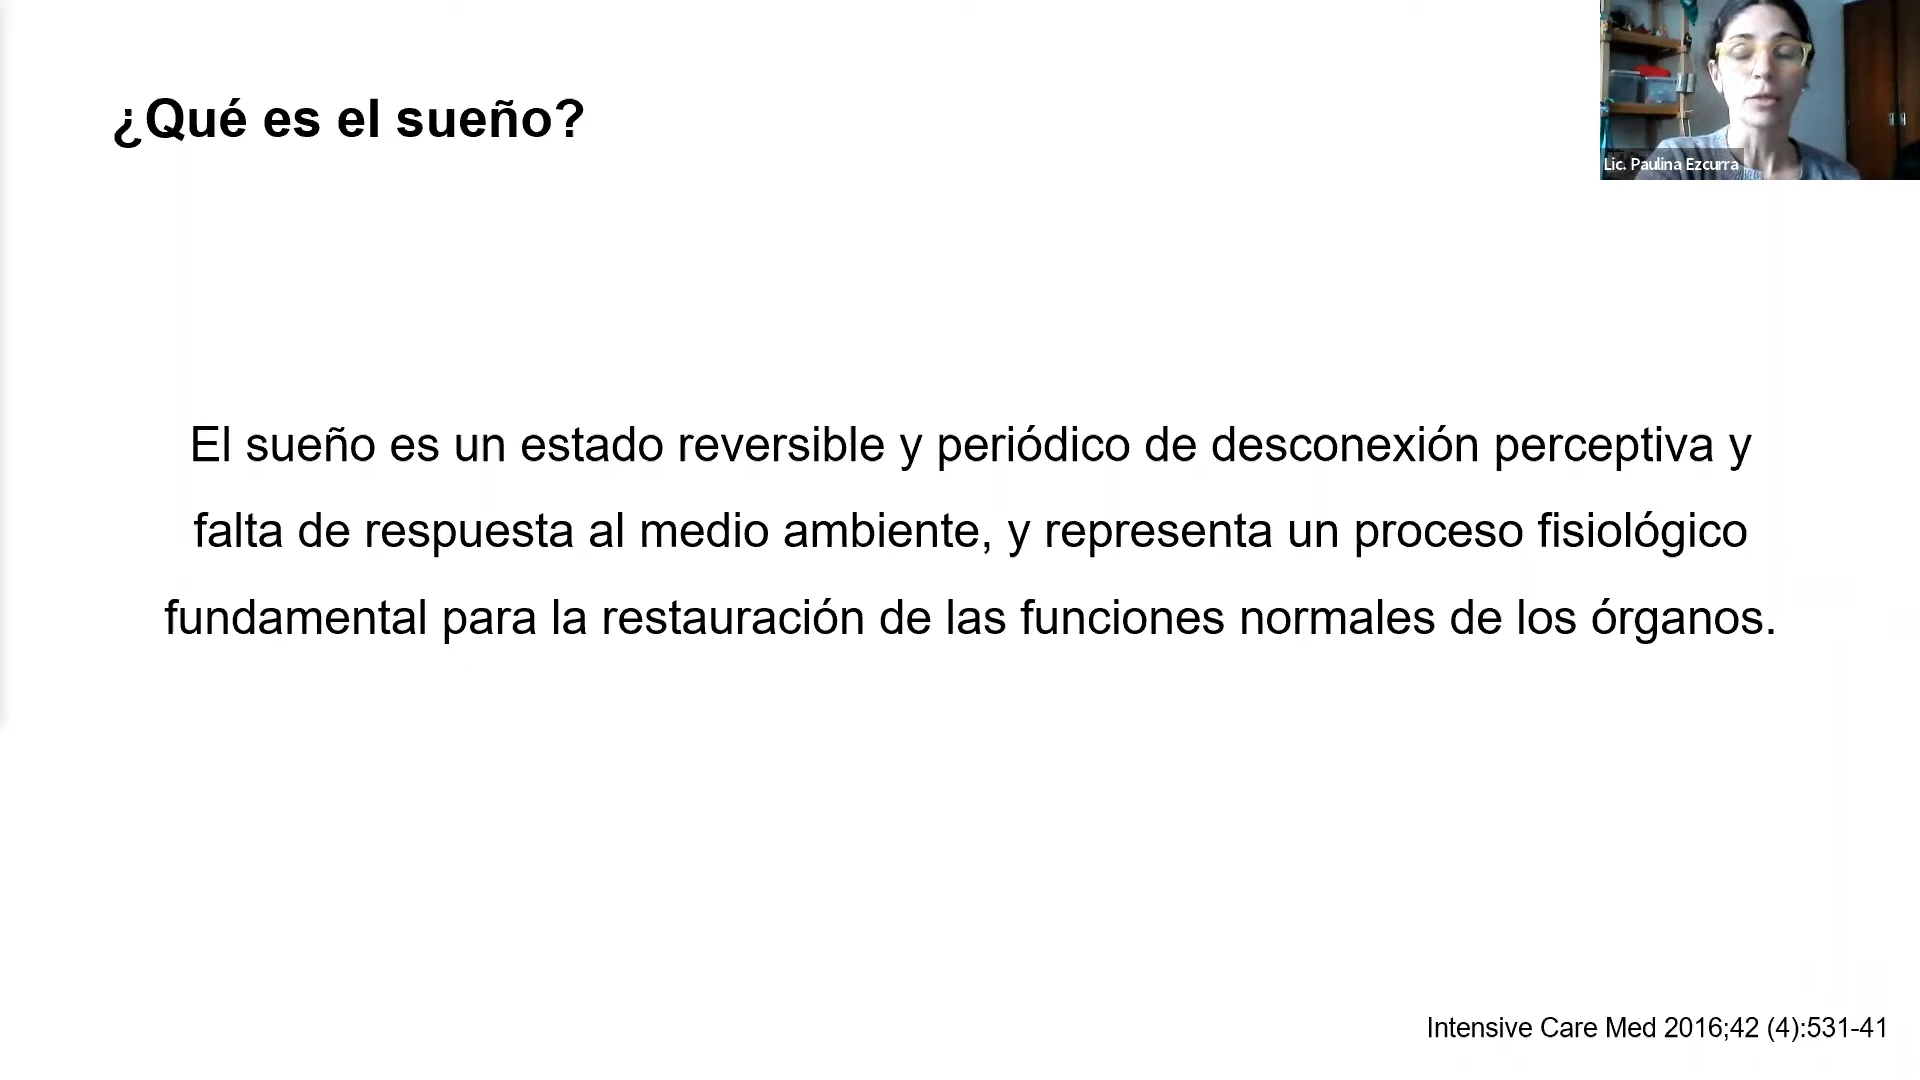 ¿Qué es el sueño?
Lic. Paulina Ezcurra
El sueño es un estado reversible y periódico de desconexión perceptiva y
falta de respuesta al medio ambiente, y representa un proceso fisiológico
fundamental para la restauración de las funciones normales de los órganos.
Intensive Care Med 2016;42 (4):531-41